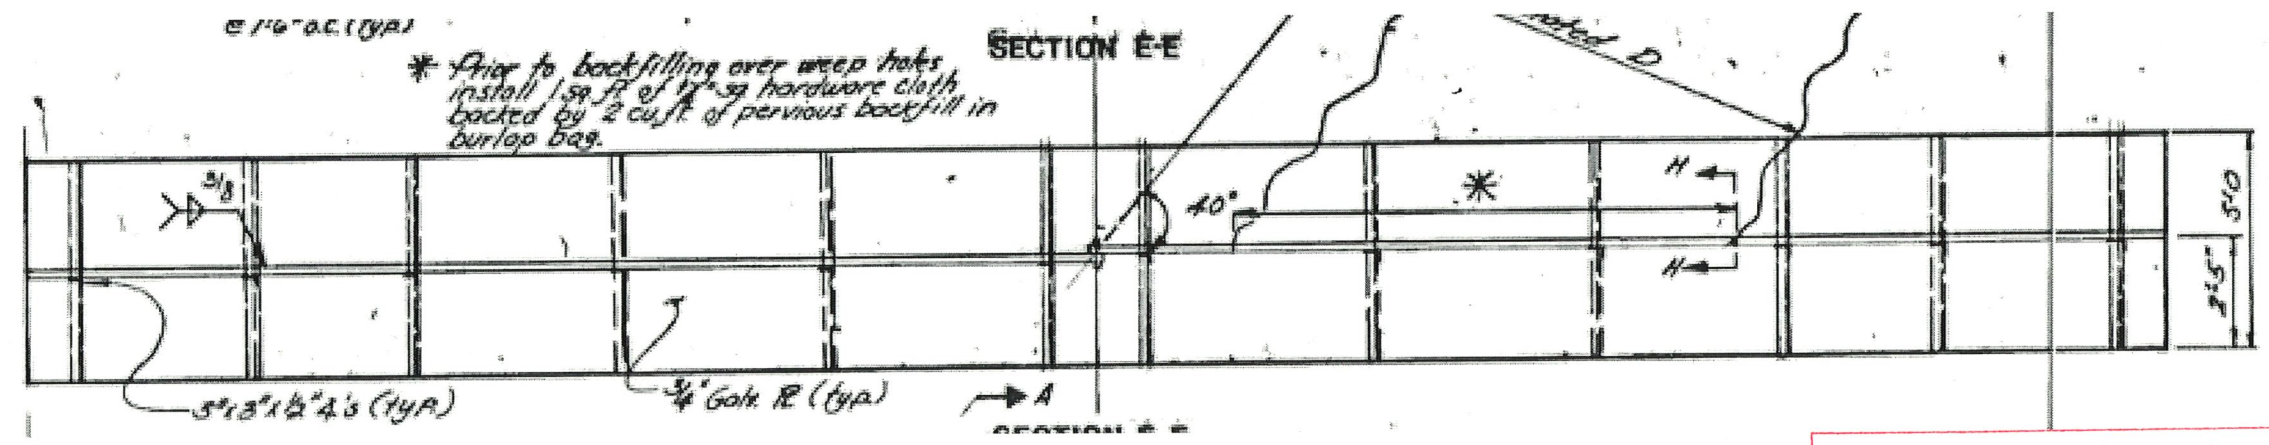 @ 1'-6" o.c. (typ.)
SECTION E-E
* Prior to backfilling over weep holes
install 1 sq ft of ½" sq hardware cloth
backed by 2 cu.ft. of pervious backfill in
burlap bag.
D
3/8
40°
*
H
H
5'-0
2'-5"
3"x3"x½" ∠'s (typ.)
3/4" Galv. PL (typ.)
A